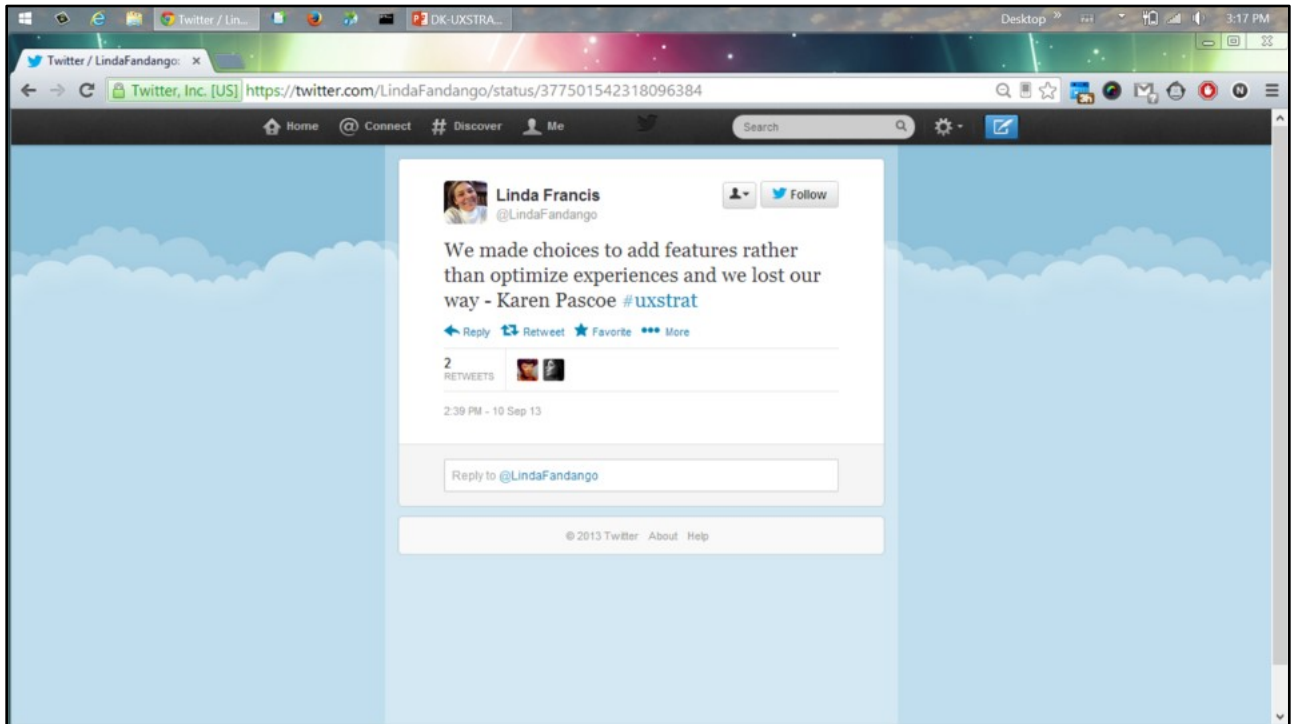 Twitter / Lin...
DK-UXSTRA...
Desktop »
3:17 PM
Twitter / LindaFandango:
Twitter, Inc. [US] https://twitter.com/LindaFandango/status/377501542318096384
Home @ Connect # Discover Me Search
Linda Francis
@LindaFandango
Follow
We made choices to add features rather
than optimize experiences and we lost our
way - Karen Pascoe #uxstrat
Reply Retweet Favorite More
2
RETWEETS
2:39 PM - 10 Sep 13
Reply to @LindaFandango
© 2013 Twitter About Help